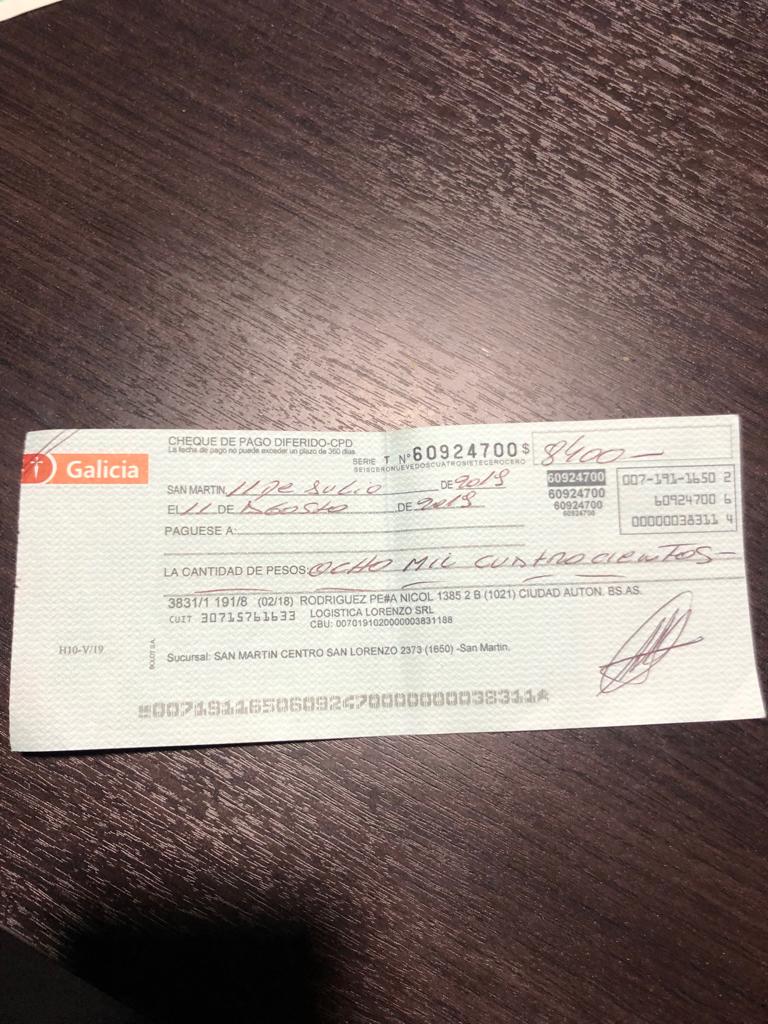 CHEQUE DE PAGO DIFERIDO-CPD
La fecha de pago no puede exceder un plazo de 360 días.
SERIE T Nº 60924700 $ 8400—
SEISCERONUEVEDOSCUATROSIETECEROCERO
Galicia
SAN MARTIN, 11 DE JULIO DE 2019
EL 11 DE AGOSTO DE 2019
60924700
60924700
60924700
60924700
007-191-1650 2
60924700 6
00000038311 4
PAGUESE A:
LA CANTIDAD DE PESOS: OCHO MIL CUATROCIENTOS—
3831/1 191/8 (02/18) RODRIGUEZ PE#A NICOL 1385 2 B (1021) CIUDAD AUTON. BS.AS.
CUIT 30715761633 LOGISTICA LORENZO SRL
CBU: 0070191020000003831188
H10-V/19
BOLDT S.A.
Sucursal: SAN MARTIN CENTRO SAN LORENZO 2373 (1650) -San Martin.